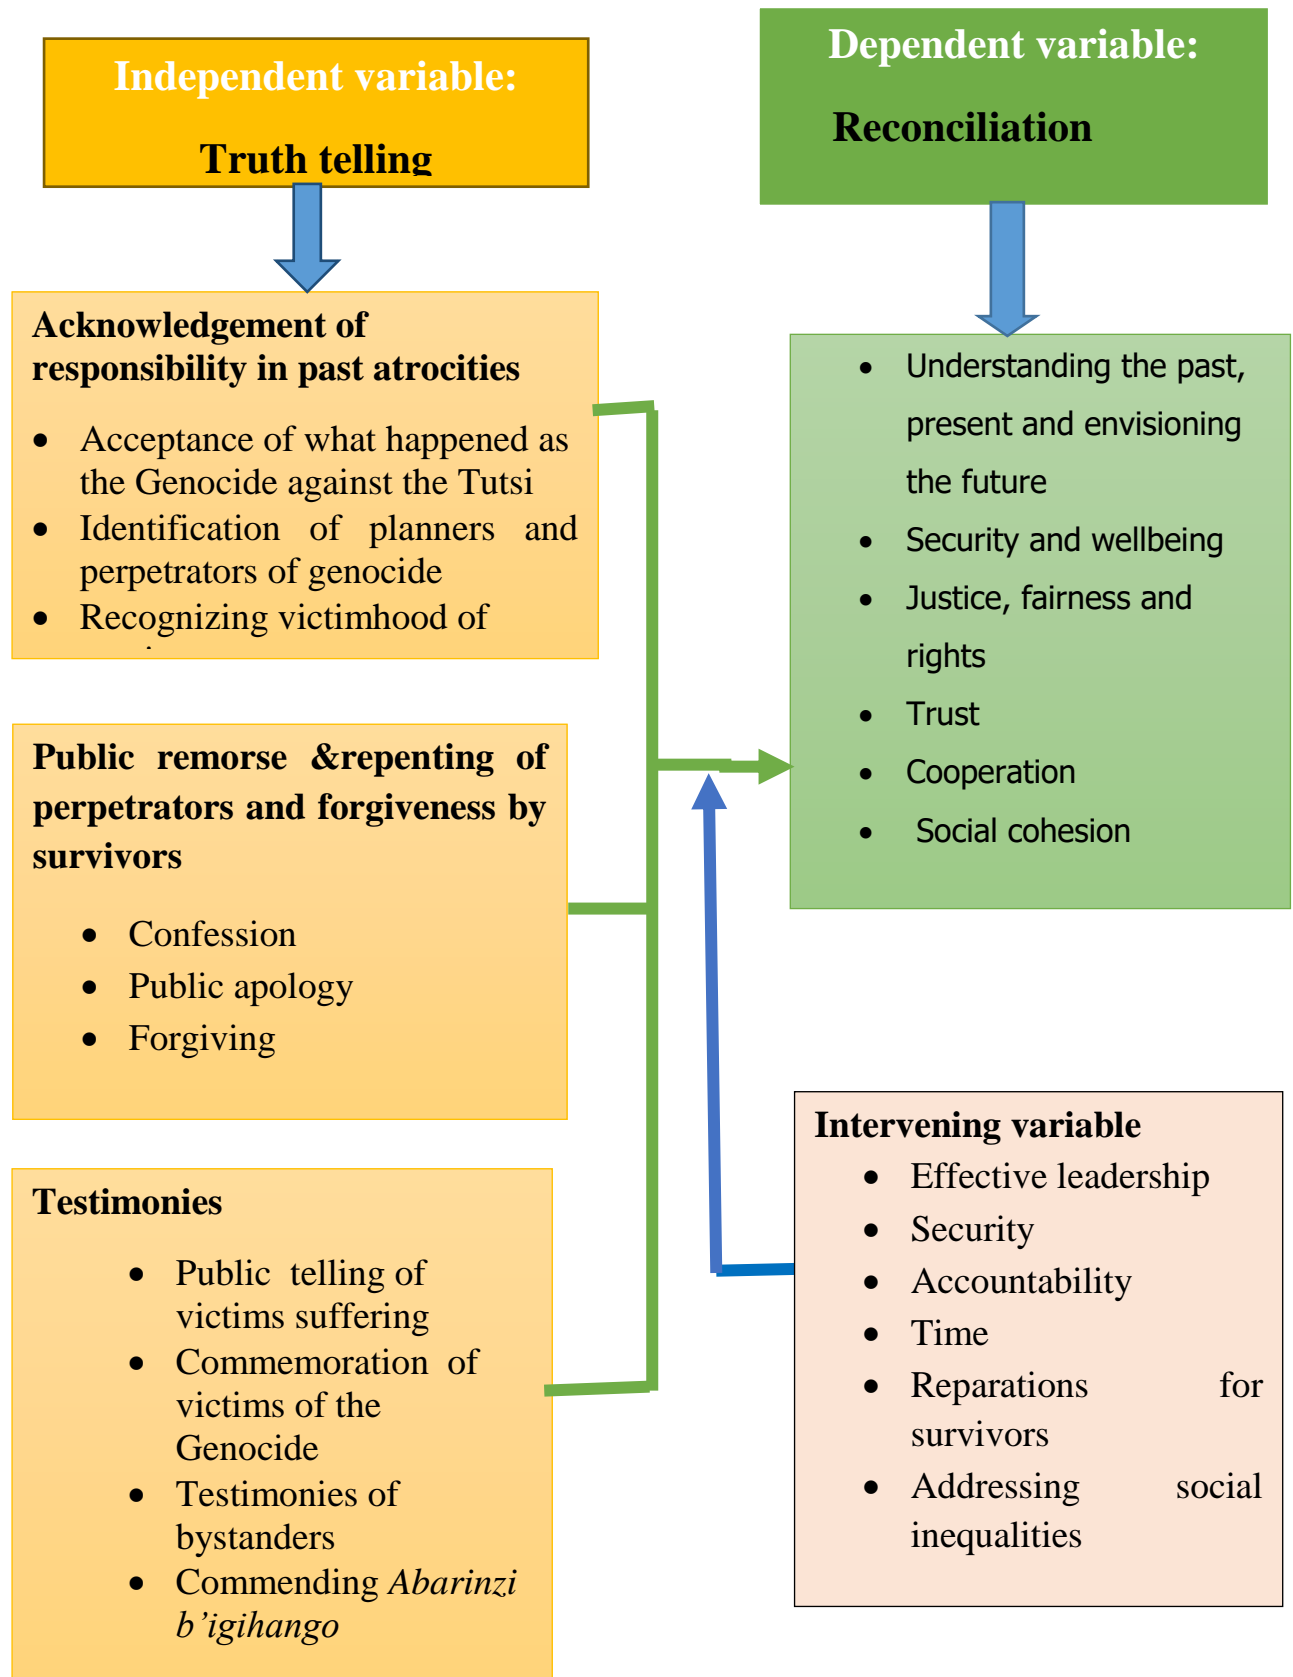 Independent variable:
Truth telling
Acknowledgement of
responsibility in past atrocities
• Acceptance of what happened as
the Genocide against the Tutsi
• Identification of planners and
perpetrators of genocide
• Recognizing victimhood of
Public remorse &repenting of
perpetrators and forgiveness by
survivors
• Confession
• Public apology
• Forgiving
Testimonies
• Public telling of
victims suffering
• Commemoration of
victims of the
Genocide
• Testimonies of
bystanders
• Commending Abarinzi
b’igihango
Dependent variable:
Reconciliation
• Understanding the past,
present and envisioning
the future
• Security and wellbeing
• Justice, fairness and
rights
• Trust
• Cooperation
• Social cohesion
Intervening variable
• Effective leadership
• Security
• Accountability
• Time
• Reparations for
survivors
• Addressing social
inequalities